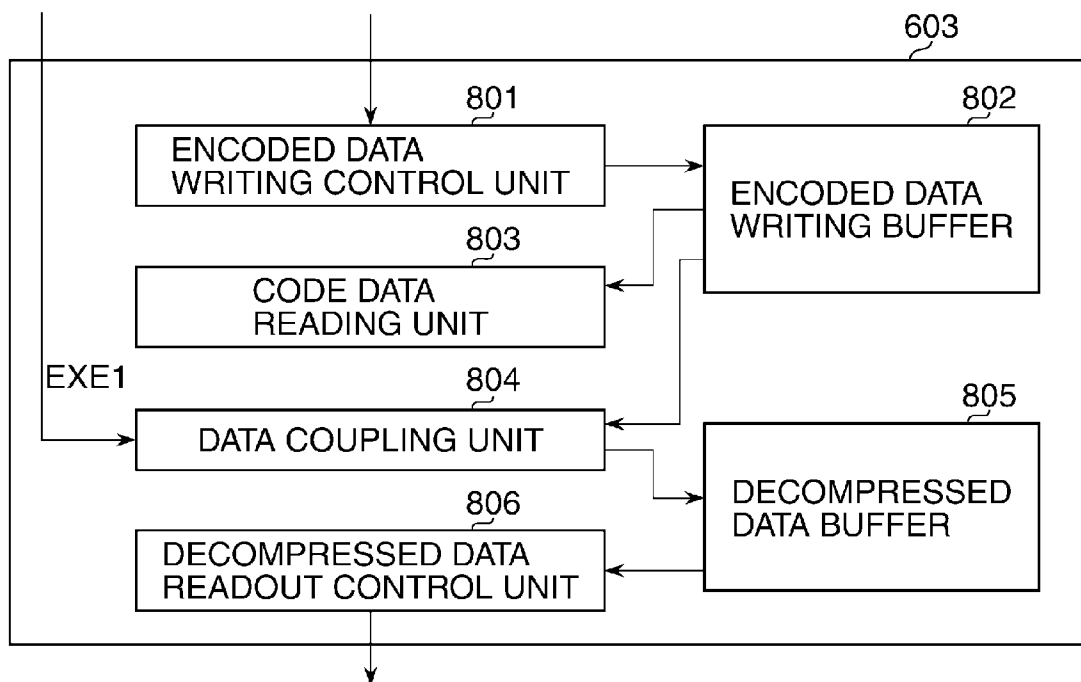 603
801
802
ENCODED DATA
WRITING CONTROL UNIT
ENCODED DATA
WRITING BUFFER
803
CODE DATA
READING UNIT
EXE1
804
805
DATA COUPLING UNIT
DECOMPRESSED
DATA BUFFER
806
DECOMPRESSED DATA
READOUT CONTROL UNIT